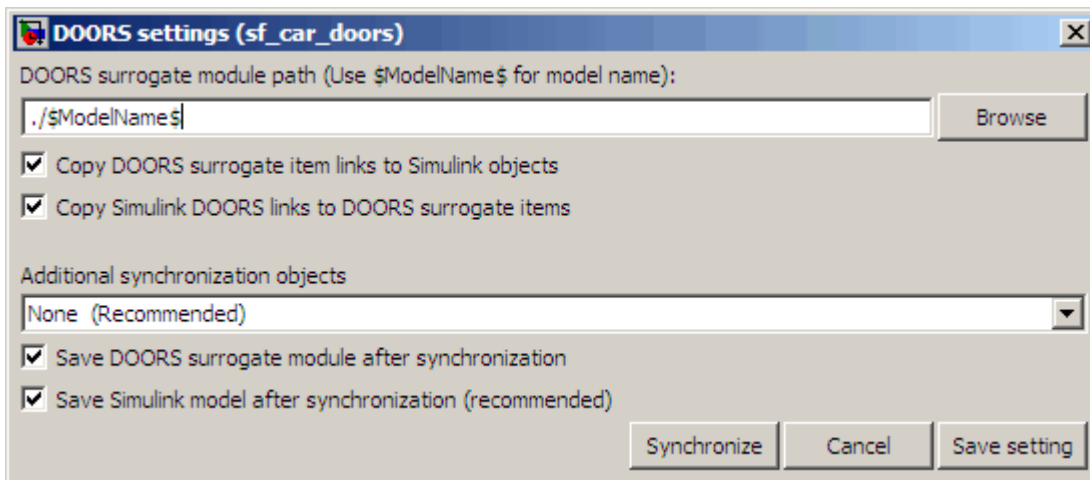 DOORS settings (sf_car_doors)
DOORS surrogate module path (Use $ModelName$ for model name):
./$ModelName$
Browse
Copy DOORS surrogate item links to Simulink objects
Copy Simulink DOORS links to DOORS surrogate items
Additional synchronization objects
None (Recommended)
Save DOORS surrogate module after synchronization
Save Simulink model after synchronization (recommended)
Synchronize Cancel Save setting